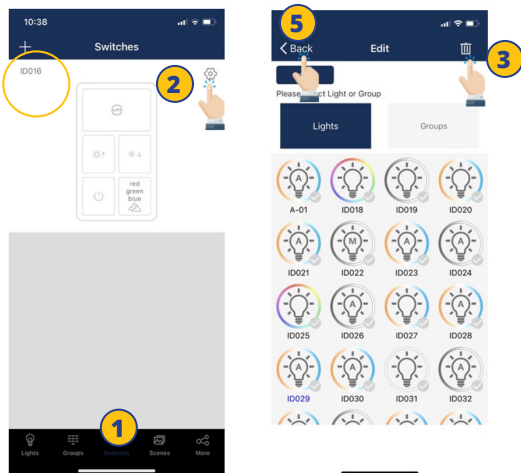 10:38
Switches
ID016
2
AUTO
red
green
blue
1
Lights
Groups
Switches
Scenes
More
5
Back
Edit
3
Please ct Light or Group
Lights
Groups
A
A-01
ID018
ID019
A
ID020
A
ID021
M
ID022
A
ID023
A
ID024
ID025
A
ID026
A
ID027
A
ID028
A
ID029
A
ID030
ID031
A
ID032